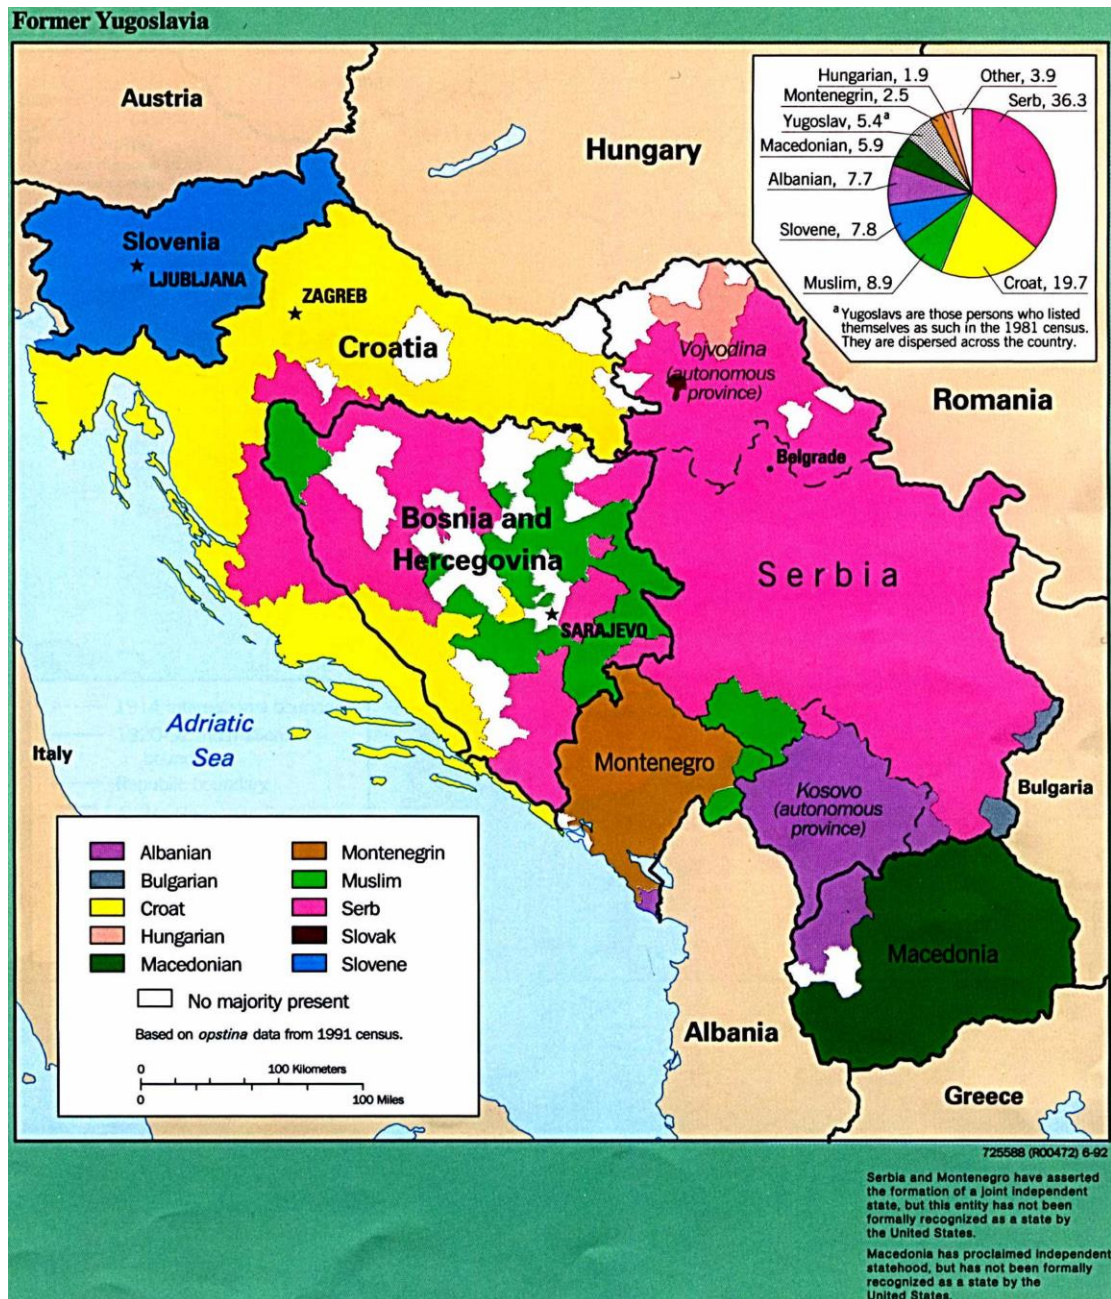 Former Yugoslavia
Austria
Hungary
Slovenia
LJUBLJANA
ZAGREB
Croatia
Vojvodina
(autonomous
province)
Romania
Belgrade
Bosnia and
Hercegovina
Serbia
SARAJEVO
Adriatic
Sea
Italy
Montenegro
Kosovo
(autonomous
province)
Bulgaria
Macedonia
Albania
Greece
Hungarian, 1.9
Other, 3.9
Montenegrin, 2.5
Serb, 36.3
Yugoslav, 5.4ª
Macedonian, 5.9
Albanian, 7.7
Slovene, 7.8
Muslim, 8.9
Croat, 19.7
ª Yugoslavs are those persons who listed
themselves as such in the 1981 census.
They are dispersed across the country.
Albanian
Bulgarian
Croat
Hungarian
Macedonian
Montenegrin
Muslim
Serb
Slovak
Slovene
No majority present
Based on opstina data from 1991 census.
0 100 Kilometers
0 100 Miles
725588 (R00472) 6-92
Serbia and Montenegro have asserted
the formation of a joint independent
state, but this entity has not been
formally recognized as a state by
the United States.
Macedonia has proclaimed independent
statehood, but has not been formally
recognized as a state by the
United States.